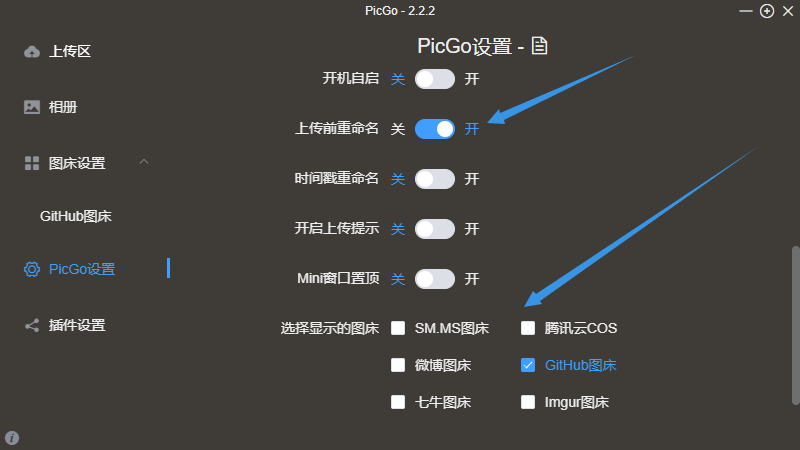 PicGo - 2.2.2
上传区
相册
图床设置
GitHub图床
PicGo设置
插件设置
PicGo设置 -
开机自启 关 开
上传前重命名 关 开
时间戳重命名 关 开
开启上传提示 关 开
Mini窗口置顶 关 开
选择显示的图床 SM.MS图床 腾讯云COS
微博图床 GitHub图床
七牛图床 Imgur图床